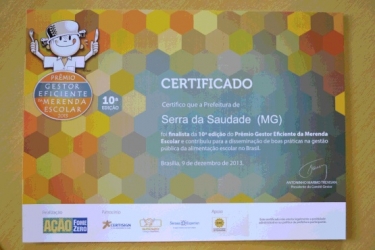 PRÊMIO
GESTOR
EFICIENTE
DA MERENDA
ESCOLAR
10ª
EDIÇÃO
CERTIFICADO
Certifico que a Prefeitura de
Serra da Saudade (MG)
foi finalista da 10ª edição do Prêmio Gestor Eficiente da Merenda
Escolar e contribuiu para a disseminação de boas práticas na gestão
pública da alimentação escolar no Brasil.
Brasília, 9 de dezembro de 2013.
AÇÃO FOME
ZERO